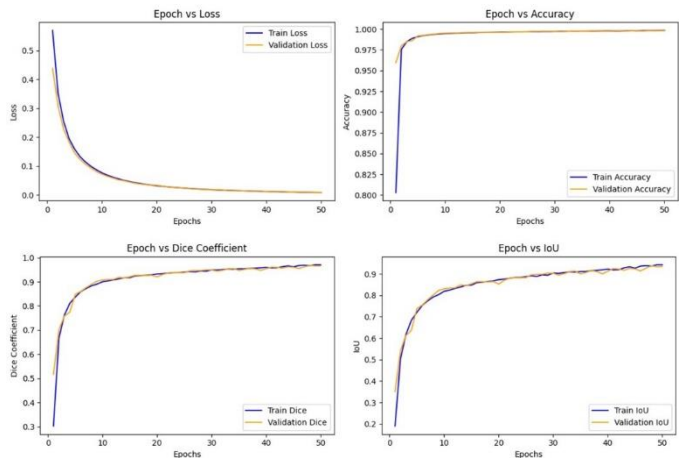 Epoch vs Loss
0.5
0.4
0.3
0.2
0.1
0.0
Loss
Train Loss
Validation Loss
0 10 20 30 40 50
Epochs
Epoch vs Accuracy
1.000
0.975
0.950
0.925
0.900
0.875
0.850
0.825
0.800
Accuracy
Train Accuracy
Validation Accuracy
0 10 20 30 40 50
Epochs
Epoch vs Dice Coefficient
1.0
0.9
0.8
0.7
0.6
0.5
0.4
0.3
Dice Coefficient
Train Dice
Validation Dice
0 10 20 30 40 50
Epochs
Epoch vs IoU
0.9
0.8
0.7
0.6
0.5
0.4
0.3
0.2
IoU
Train IoU
Validation IoU
0 10 20 30 40 50
Epochs